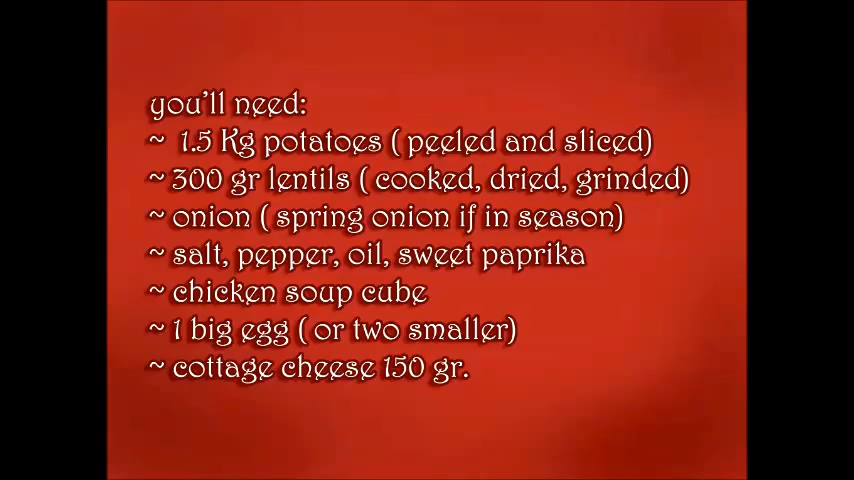 you'll need:
~ 1.5 Kg potatoes ( peeled and sliced)
~ 300 gr lentils ( cooked, dried, grinded)
~ onion ( spring onion if in season)
~ salt, pepper, oil, sweet paprika
~ chicken soup cube
~ 1 big egg ( or two smaller)
~ cottage cheese 150 gr.